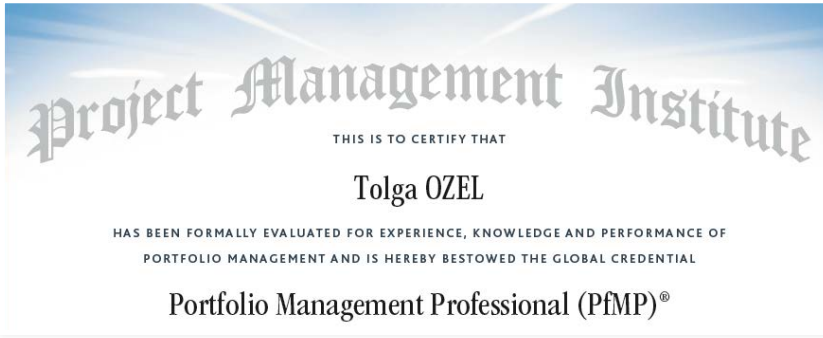 Project Management Institute
THIS IS TO CERTIFY THAT
Tolga OZEL
HAS BEEN FORMALLY EVALUATED FOR EXPERIENCE, KNOWLEDGE AND PERFORMANCE OF
PORTFOLIO MANAGEMENT AND IS HEREBY BESTOWED THE GLOBAL CREDENTIAL
Portfolio Management Professional (PfMP)®